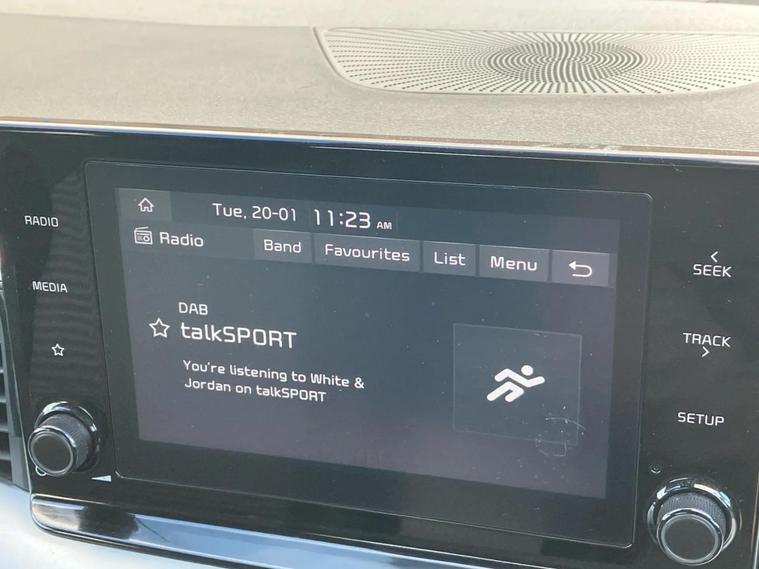 Tue, 20-01 11:23 AM
RADIO
Radio Band Favourites List Menu
SEEK
MEDIA
DAB
talkSPORT
TRACK
You're listening to White &
Jordan on talkSPORT
SETUP